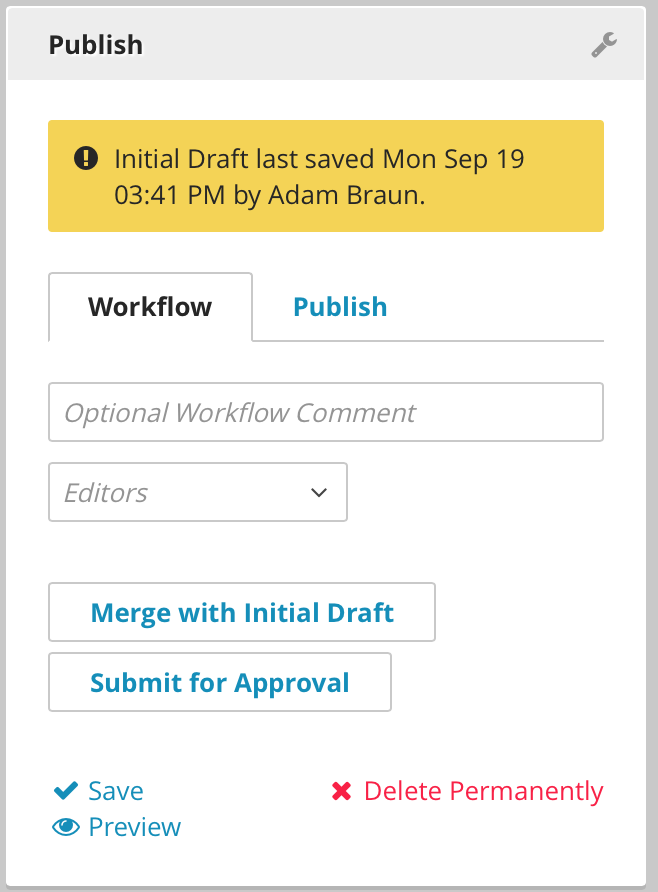 Publish
Initial Draft last saved Mon Sep 19
03:41 PM by Adam Braun.
Workflow
Publish
Optional Workflow Comment
Editors
Merge with Initial Draft
Submit for Approval
Save
Delete Permanently
Preview